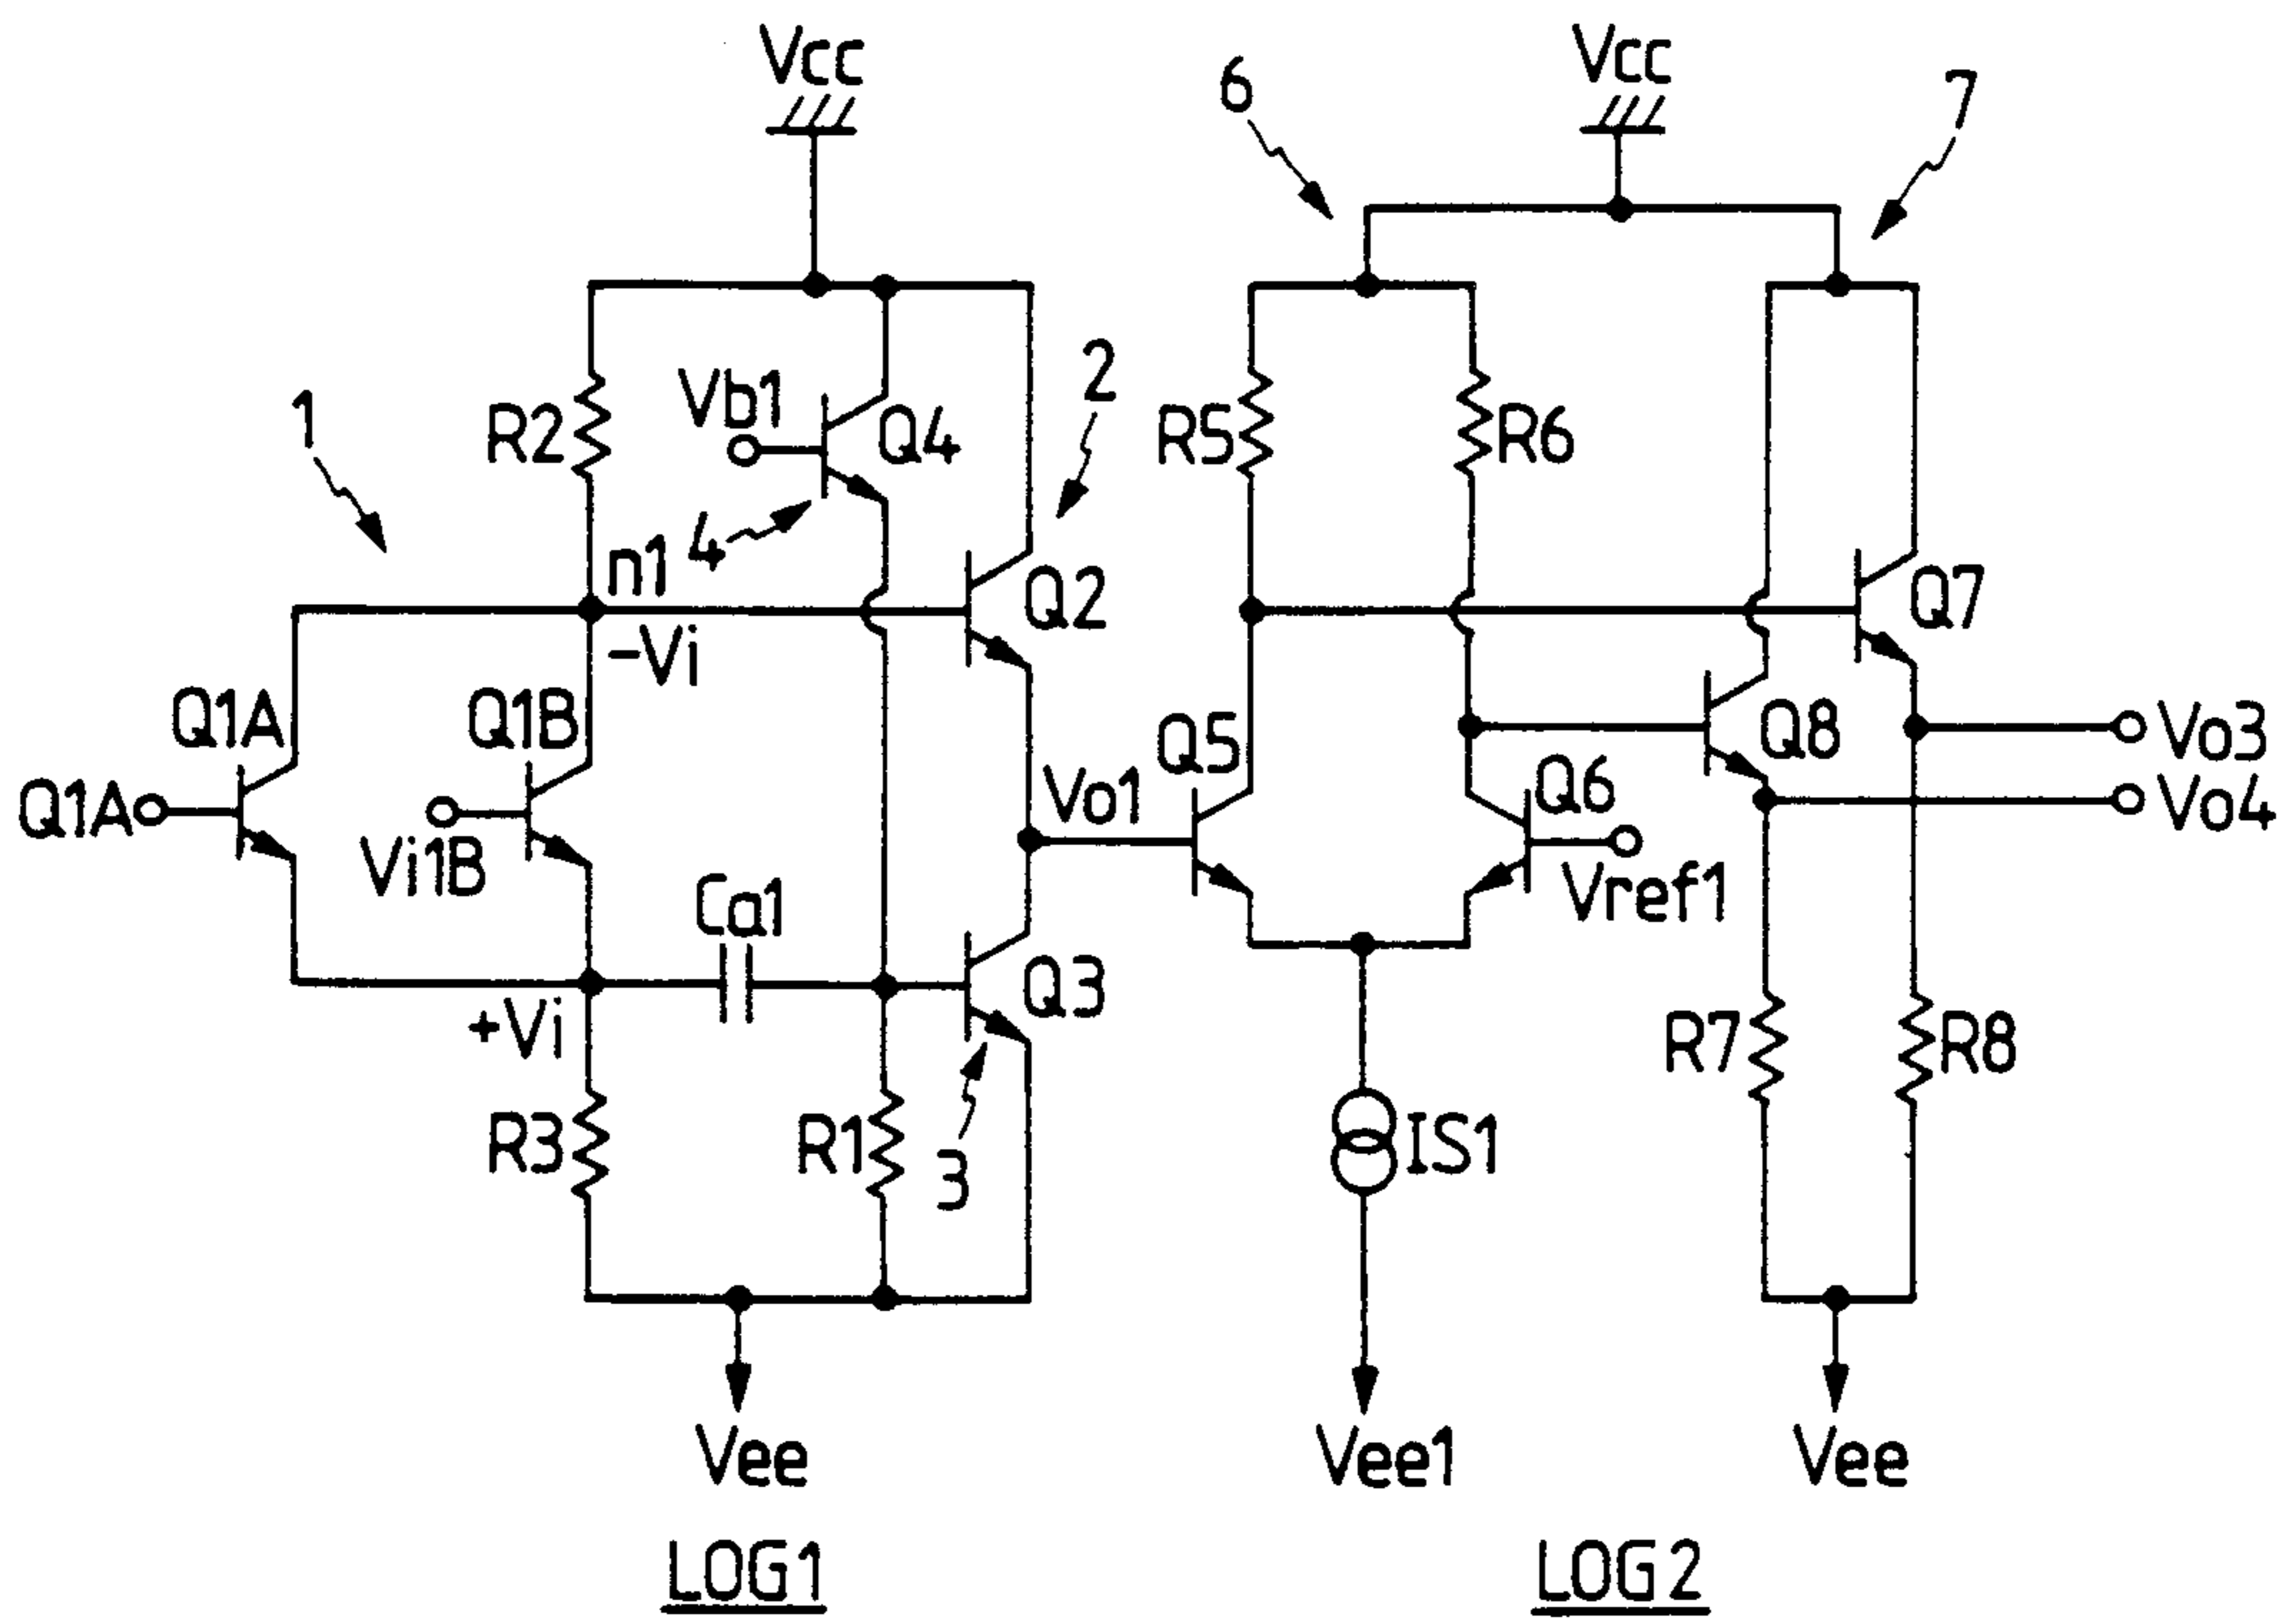 Vcc
Vcc
6
7
1
R2
Vb1
Q4
2
R5
R6
4
n1
-Vi
Q2
Q7
Q1A
Q1B
Q5
Q8
Vo3
Q1A
Vi1B
Vo1
Q6
Vo4
Ca1
Vref1
+Vi
Q3
R7
R8
R3
R1
3
IS1
Vee
Vee1
Vee
LOG1
LOG2